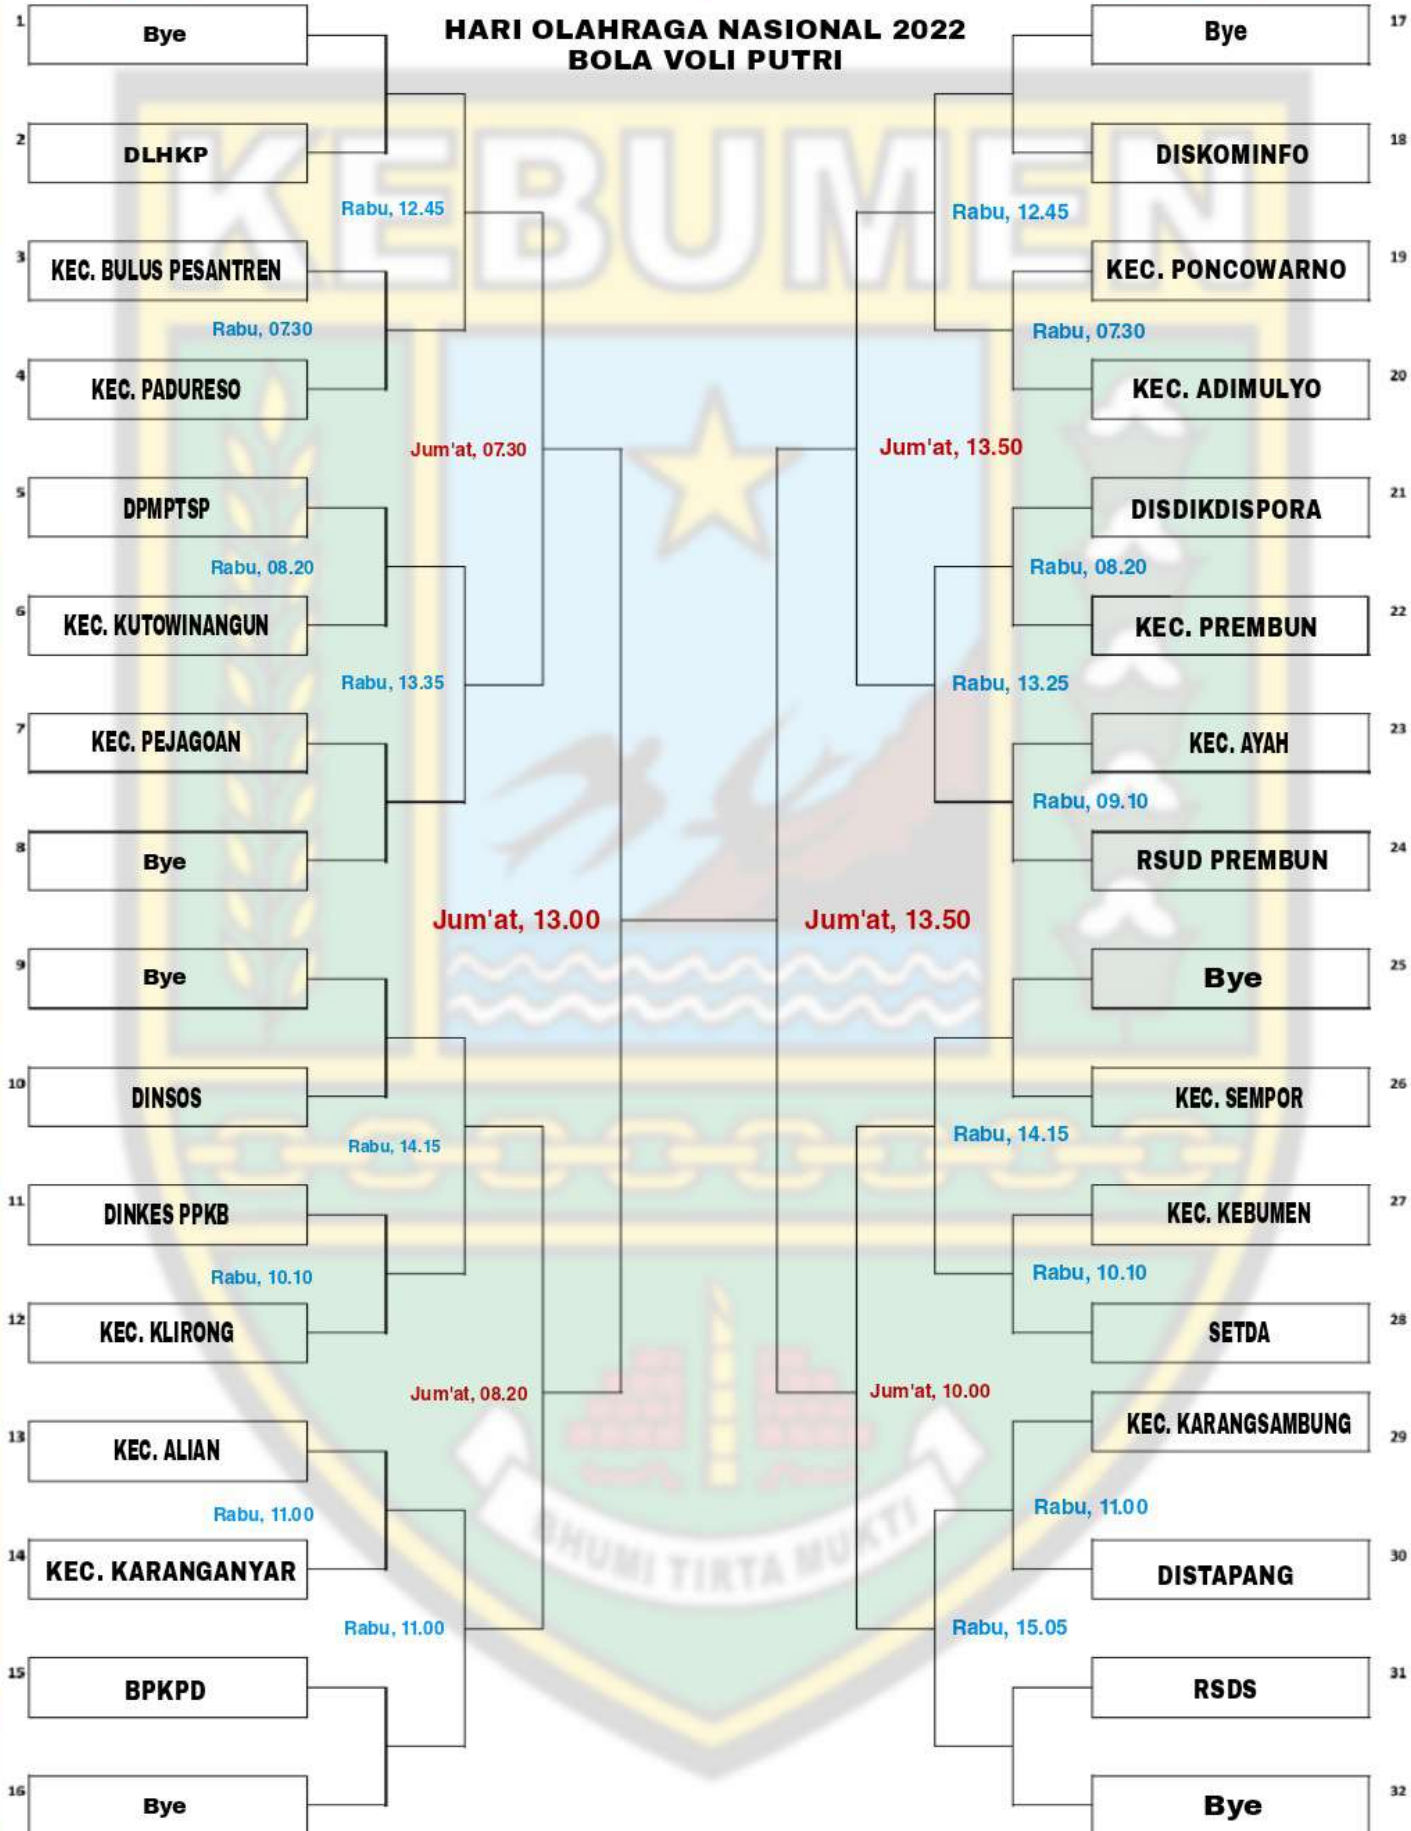 HARI OLAHRAGA NASIONAL 2022
BOLA VOLI PUTRI
KEBUMEN
1
Bye
2
DLHKP
Rabu, 12.45
3
KEC. BULUS PESANTREN
Rabu, 07.30
4
KEC. PADURESO
Jum'at, 07.30
5
DPMPTSP
Rabu, 08.20
6
KEC. KUTOWINANGUN
Rabu, 13.35
7
KEC. PEJAGOAN
8
Bye
Jum'at, 13.00
9
Bye
10
DINSOS
Rabu, 14.15
11
DINKES PPKB
Rabu, 10.10
12
KEC. KLIRONG
Jum'at, 08.20
13
KEC. ALIAN
Rabu, 11.00
14
KEC. KARANGANYAR
Rabu, 11.00
15
BPKPD
16
Bye
17
Bye
18
DISKOMINFO
Rabu, 12.45
19
KEC. PONCOWARNO
Rabu, 07.30
20
KEC. ADIMULYO
Jum'at, 13.50
21
DISDIKDISPORA
Rabu, 08.20
22
KEC. PREMBUN
Rabu, 13.25
23
KEC. AYAH
Rabu, 09.10
24
RSUD PREMBUN
Jum'at, 13.50
25
Bye
26
KEC. SEMPOR
Rabu, 14.15
27
KEC. KEBUMEN
Rabu, 10.10
28
SETDA
Jum'at, 10.00
29
KEC. KARANGSAMBUNG
Rabu, 11.00
30
DISTAPANG
Rabu, 15.05
31
RSDS
32
Bye
BHUMI TIRTA MUKTI